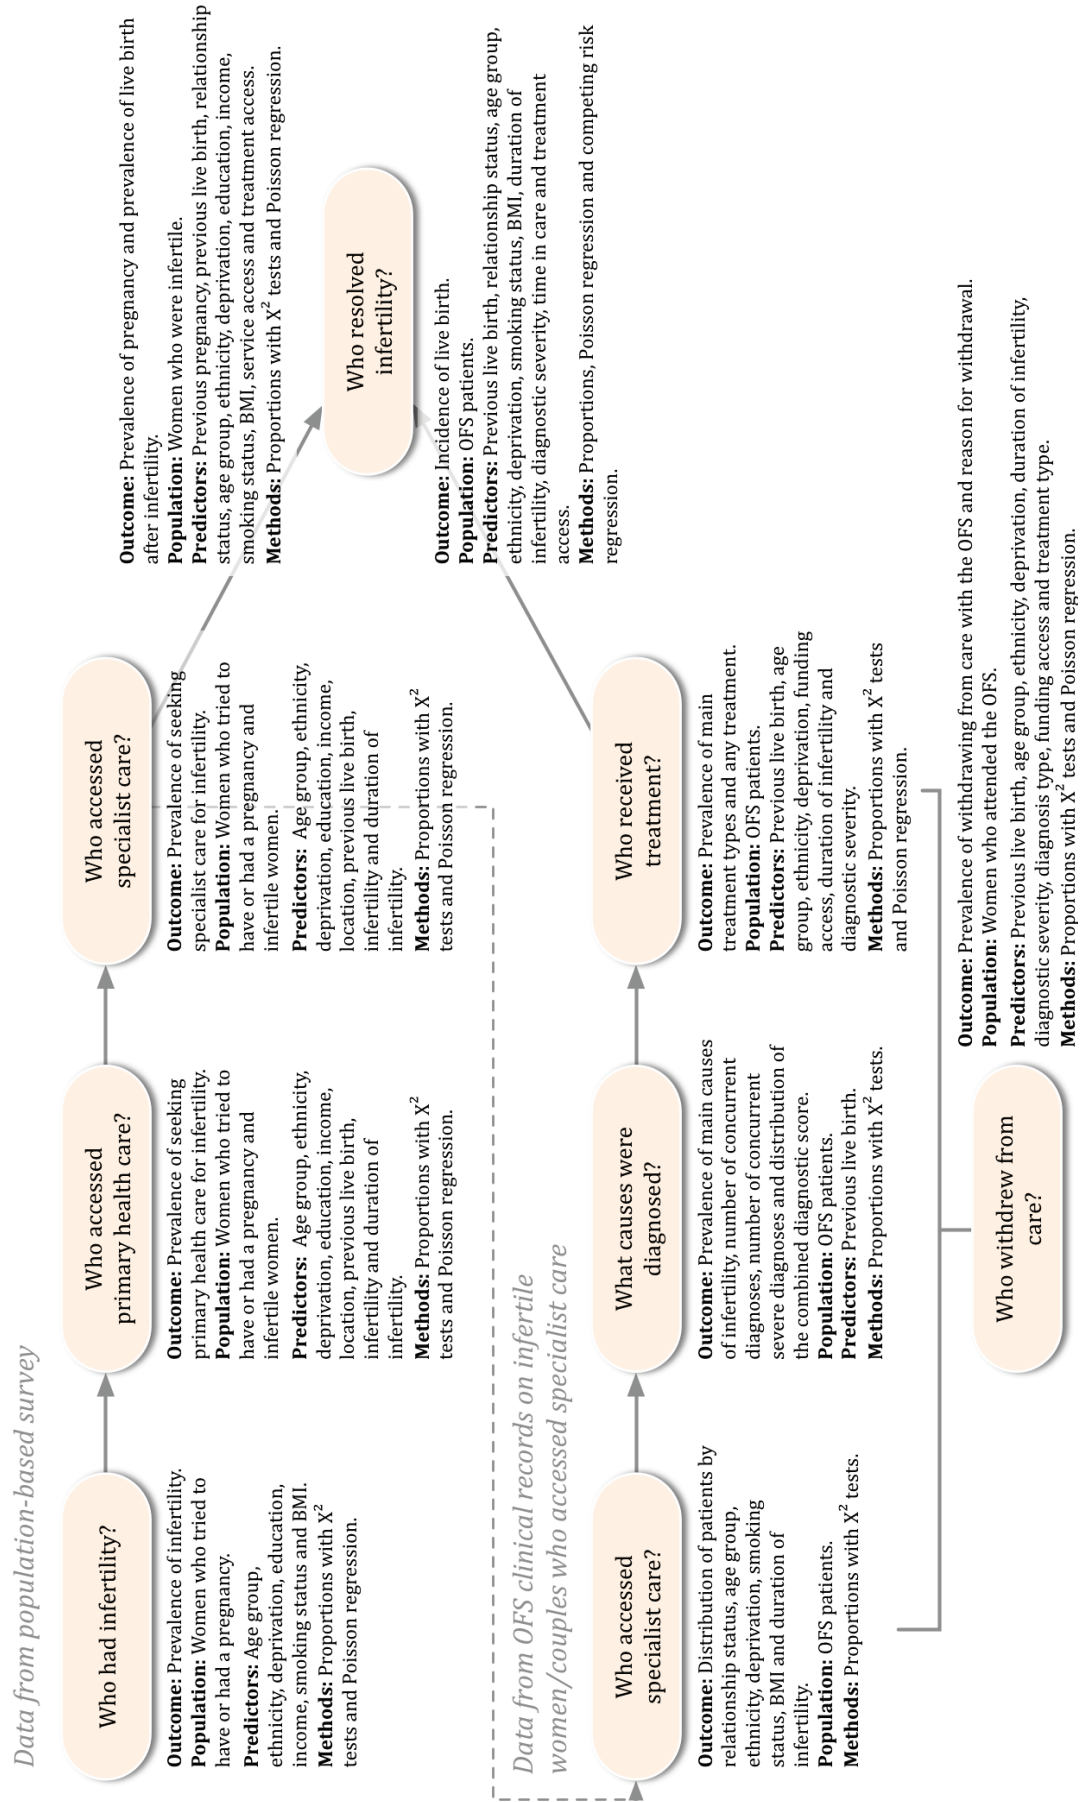 Data from population-based survey
Who had infertility?
Outcome: Prevalence of infertility.
Population: Women who tried to
have or had a pregnancy.
Predictors: Age group,
ethnicity, deprivation, education,
income, smoking status and BMI.
Methods: Proportions with X²
tests and Poisson regression.
Who accessed
primary health care?
Outcome: Prevalence of seeking
primary health care for infertility.
Population: Women who tried to
have or had a pregnancy and
infertile women.
Predictors: Age group, ethnicity,
deprivation, education, income,
location, previous live birth,
infertility and duration of
infertility.
Methods: Proportions with X²
tests and Poisson regression.
Who accessed
specialist care?
Outcome: Prevalence of seeking
specialist care for infertility.
Population: Women who tried to
have or had a pregnancy and
infertile women.
Predictors: Age group, ethnicity,
deprivation, education, income,
location, previous live birth,
infertility and duration of
infertility.
Methods: Proportions with X²
tests and Poisson regression.
Outcome: Prevalence of pregnancy and prevalence of live birth
after infertility.
Population: Women who were infertile.
Predictors: Previous pregnancy, previous live birth, relationship
status, age group, ethnicity, deprivation, education, income,
smoking status, BMI, service access and treatment access.
Methods: Proportions with X² tests and Poisson regression.
Who resolved
infertility?
Outcome: Incidence of live birth.
Population: OFS patients.
Predictors: Previous live birth, relationship status, age group,
ethnicity, deprivation, smoking status, BMI, duration of
infertility, diagnostic severity, time in care and treatment
access.
Methods: Proportions, Poisson regression and competing risk
regression.
Data from OFS clinical records on infertile
women/couples who accessed specialist care
Who accessed
specialist care?
Outcome: Distribution of patients by
relationship status, age group,
ethnicity, deprivation, smoking
status, BMI and duration of
infertility.
Population: OFS patients.
Methods: Proportions with X² tests.
What causes were
diagnosed?
Outcome: Prevalence of main causes
of infertility, number of concurrent
diagnoses, number of concurrent
severe diagnoses and distribution of
the combined diagnostic score.
Population: OFS patients.
Predictors: Previous live birth.
Methods: Proportions with X² tests.
Who received
treatment?
Outcome: Prevalence of main
treatment types and any treatment.
Population: OFS patients.
Predictors: Previous live birth, age
group, ethnicity, deprivation, funding
access, duration of infertility and
diagnostic severity.
Methods: Proportions with X² tests
and Poisson regression.
Who withdrew from
care?
Outcome: Prevalence of withdrawing from care with the OFS and reason for withdrawal.
Population: Women who attended the OFS.
Predictors: Previous live birth, age group, ethnicity, deprivation, duration of infertility,
diagnostic severity, diagnosis type, funding access and treatment type.
Methods: Proportions with X² tests and Poisson regression.